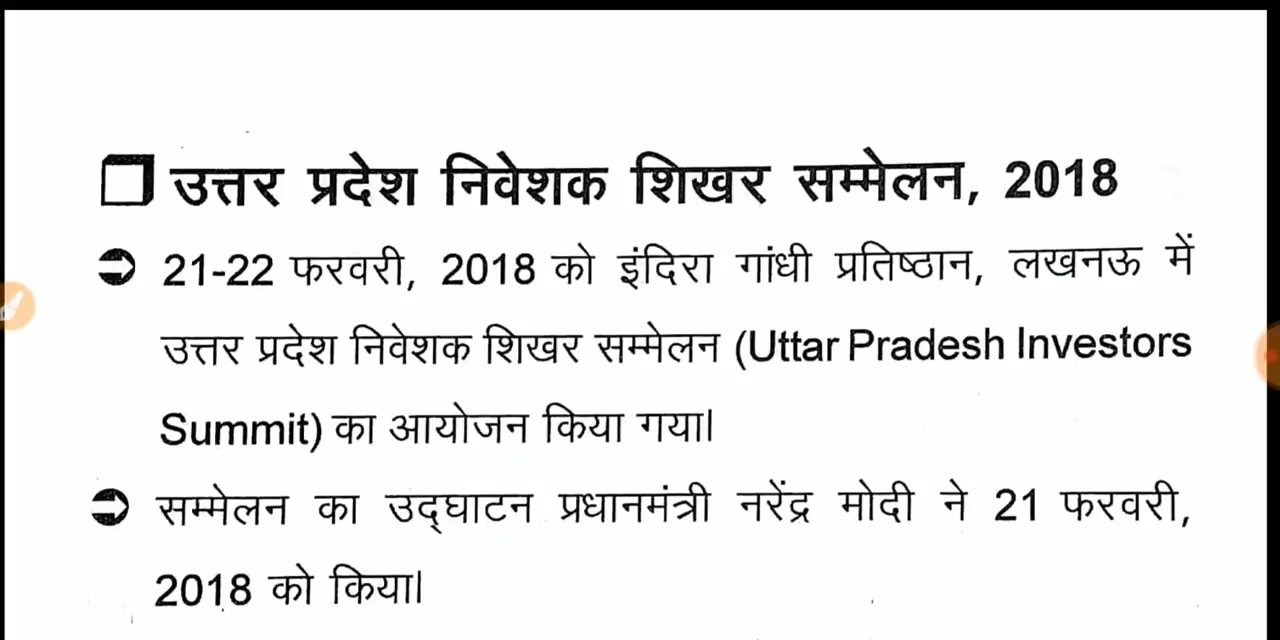 उत्तर प्रदेश निवेशक शिखर सम्मेलन, 2018
21-22 फरवरी, 2018 को इंदिरा गांधी प्रतिष्ठान, लखनऊ में
उत्तर प्रदेश निवेशक शिखर सम्मेलन (Uttar Pradesh Investors
Summit) का आयोजन किया गया।
सम्मेलन का उद्घाटन प्रधानमंत्री नरेंद्र मोदी ने 21 फरवरी,
2018 को किया।